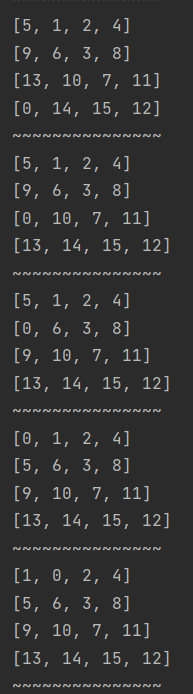 [5, 1, 2, 4]
[9, 6, 3, 8]
[13, 10, 7, 11]
[0, 14, 15, 12]
~~~~~~~~~~~~~~~
[5, 1, 2, 4]
[9, 6, 3, 8]
[0, 10, 7, 11]
[13, 14, 15, 12]
~~~~~~~~~~~~~~~
[5, 1, 2, 4]
[0, 6, 3, 8]
[9, 10, 7, 11]
[13, 14, 15, 12]
~~~~~~~~~~~~~~~
[0, 1, 2, 4]
[5, 6, 3, 8]
[9, 10, 7, 11]
[13, 14, 15, 12]
~~~~~~~~~~~~~~~
[1, 0, 2, 4]
[5, 6, 3, 8]
[9, 10, 7, 11]
[13, 14, 15, 12]
~~~~~~~~~~~~~~~